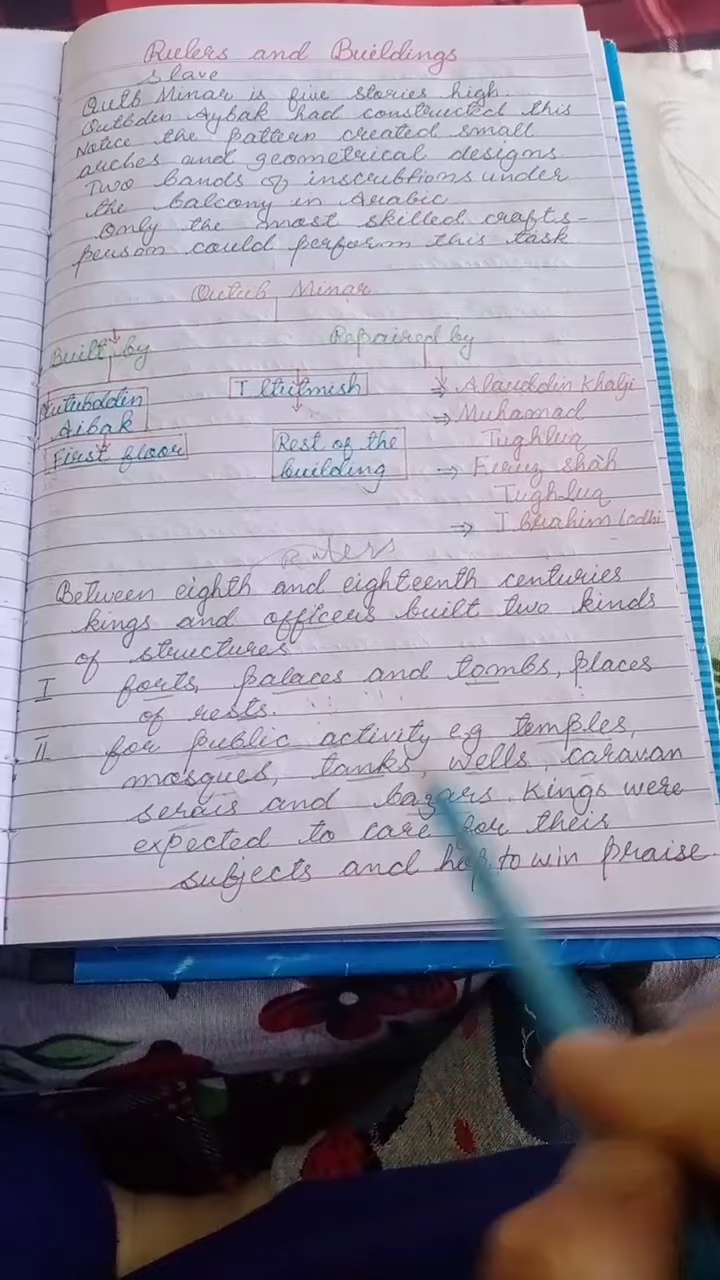 Rulers and Buildings
slave
Qutb Minar is five stories high.
Qutbdin Aybak had constructed this
Notice the pattern created small
arches and geometrical designs.
Two bands of inscrubtions under
the balcony in Arabic
Only the most skilled crafts-
person could perform this task
Qutub Minar
Built by
Repaired by
Qutubddin
Aibak
First floor
Iltutmish
Rest of the
building
→ Alauddin Khalji
→ Muhamad
Tughluq
→ Firuz shah
Tughluq
→ Ibrahim Lodhi
Rulers
Between eighth and eighteenth centuries
kings and officers built two kinds
of structures
I forts, palaces and tombs, places
of rests.
II for public activity eg temples,
mosques, tanks, wells, caravan
serais and bazars. Kings were
expected to care for their
subjects and to win praise.